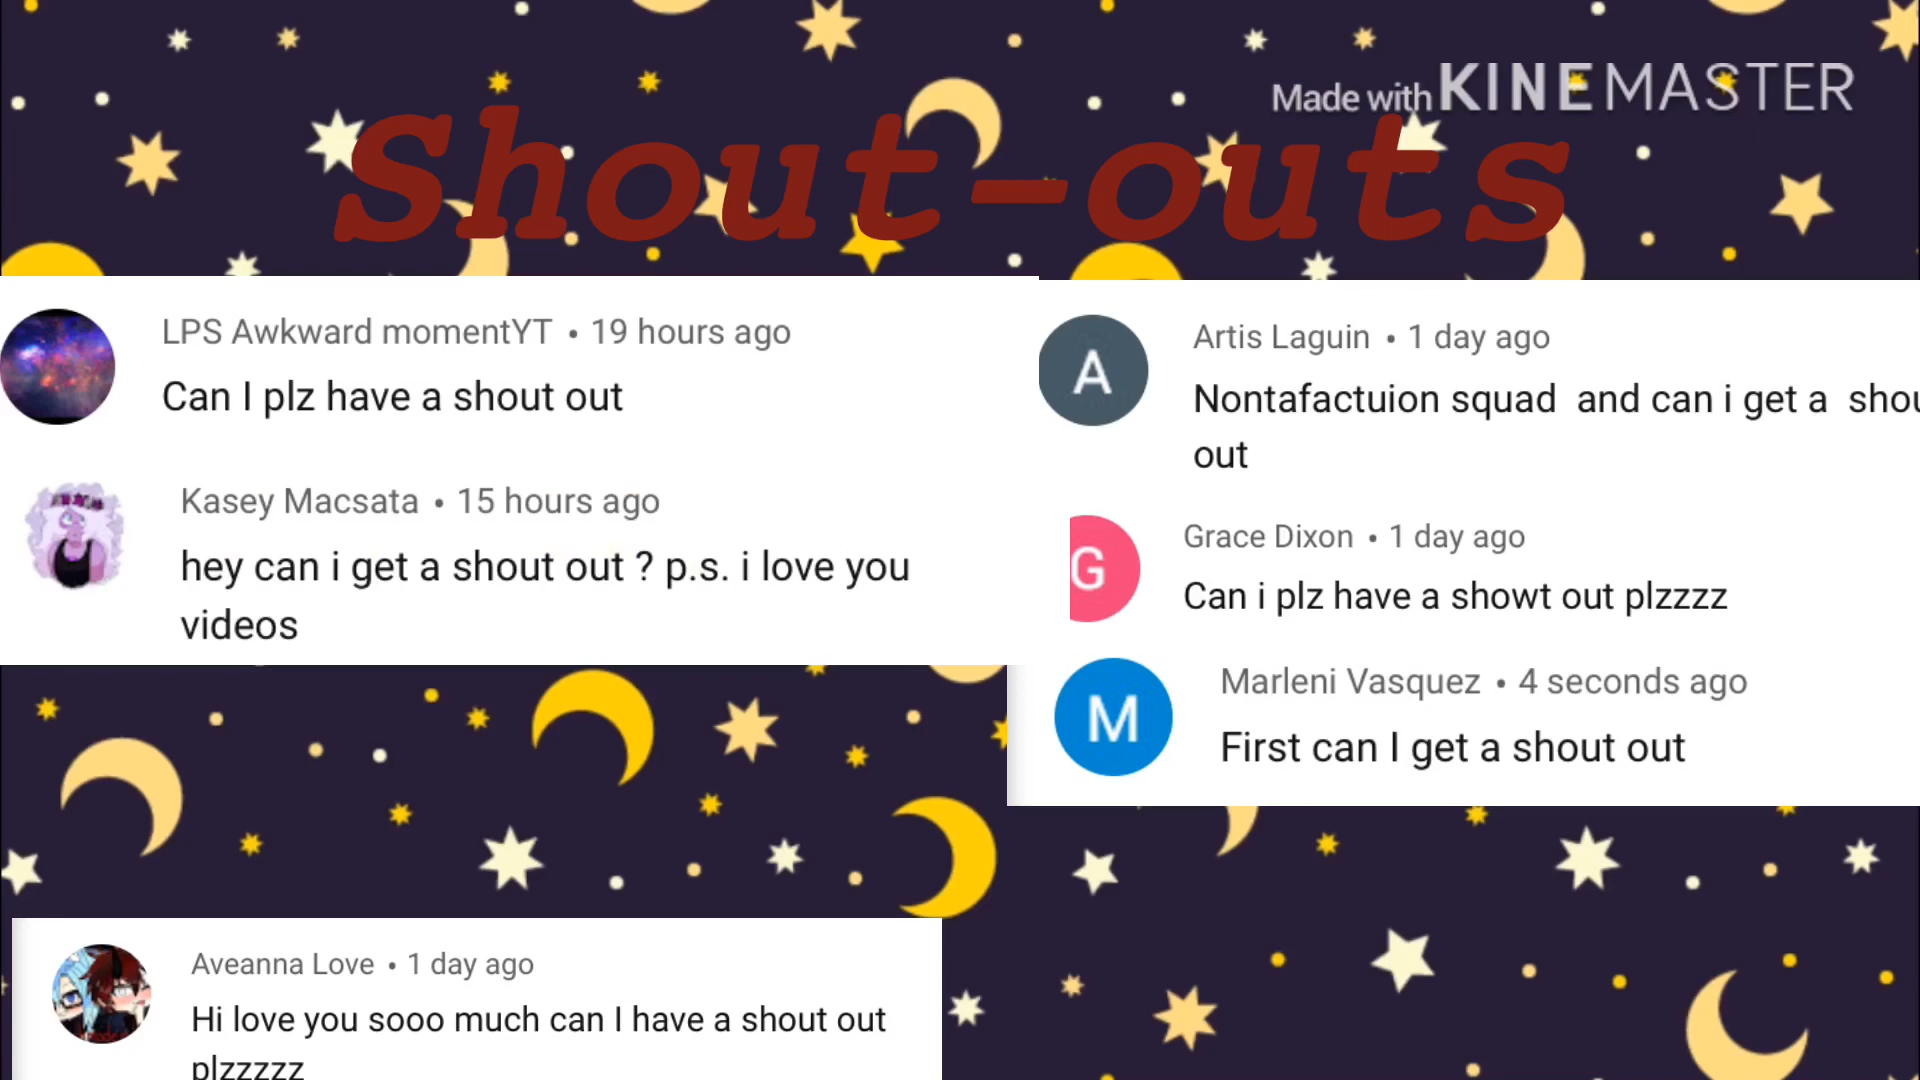 Made with KINEMASTER
Shout-outs
LPS Awkward momentYT • 19 hours ago
Can I plz have a shout out
Kasey Macsata • 15 hours ago
hey can i get a shout out ? p.s. i love you
videos
A
Artis Laguin • 1 day ago
Nontafactuion squad and can i get a shou
out
G
Grace Dixon • 1 day ago
Can i plz have a showt out plzzzz
M
Marleni Vasquez • 4 seconds ago
First can I get a shout out
Aveanna Love • 1 day ago
Hi love you sooo much can I have a shout out
plzzzzz